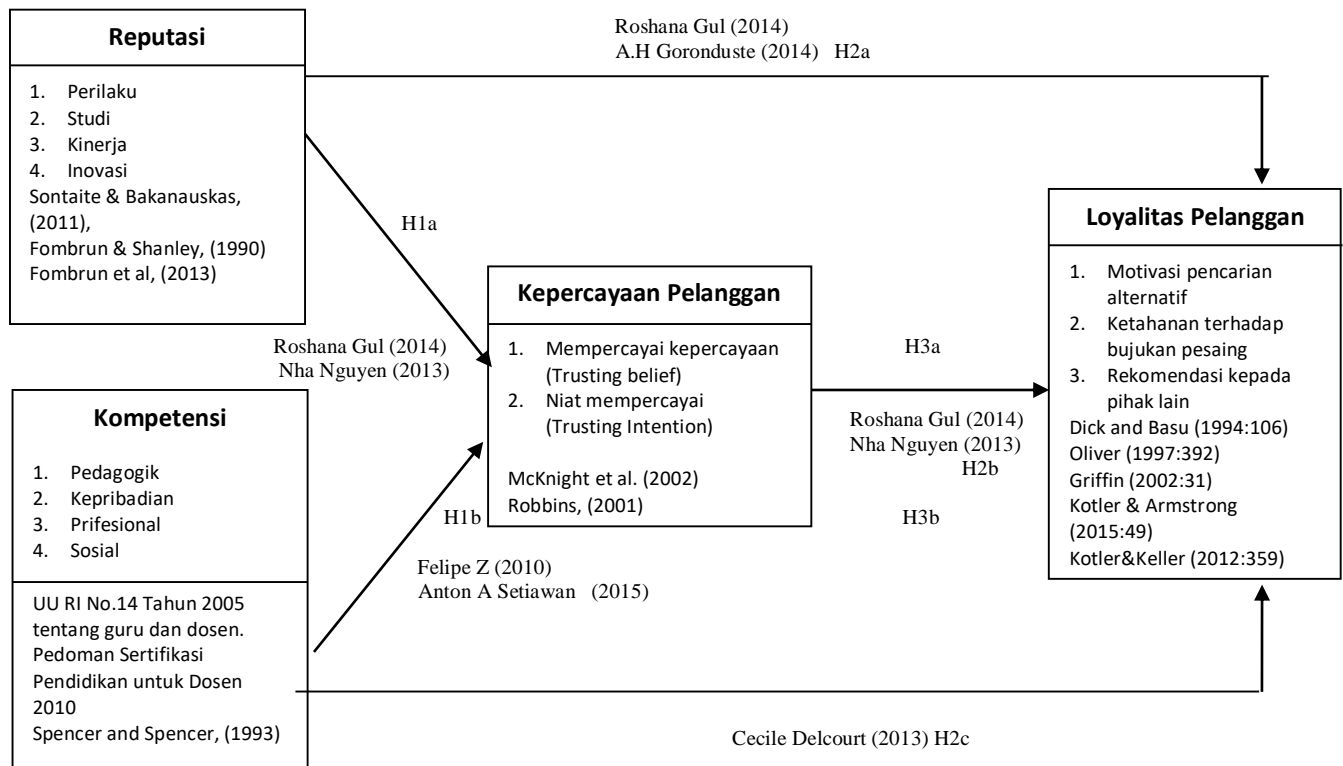 Reputasi
1. Perilaku
2. Studi
3. Kinerja
4. Inovasi
Sontaite & Bakanauskas,
(2011),
Fombrun & Shanley, (1990)
Fombrun et al, (2013)
Roshana Gul (2014)
A.H Goronduste (2014) H2a
H1a
Roshana Gul (2014)
Nha Nguyen (2013)
Kompetensi
1. Pedagogik
2. Kepribadian
3. Prifesional
4. Sosial
UU RI No.14 Tahun 2005
tentang guru dan dosen.
Pedoman Sertifikasi
Pendidikan untuk Dosen
2010
Spencer and Spencer, (1993)
H1b
Felipe Z (2010)
Anton A Setiawan (2015)
Kepercayaan Pelanggan
1. Mempercayai kepercayaan
(Trusting belief)
2. Niat mempercayai
(Trusting Intention)
McKnight et al. (2002)
Robbins, (2001)
H3a
Roshana Gul (2014)
Nha Nguyen (2013)
H2b
H3b
Loyalitas Pelanggan
1. Motivasi pencarian
alternatif
2. Ketahanan terhadap
bujukan pesaing
3. Rekomendasi kepada
pihak lain
Dick and Basu (1994:106)
Oliver (1997:392)
Griffin (2002:31)
Kotler & Armstrong
(2015:49)
Kotler&Keller (2012:359)
Cecile Delcourt (2013) H2c